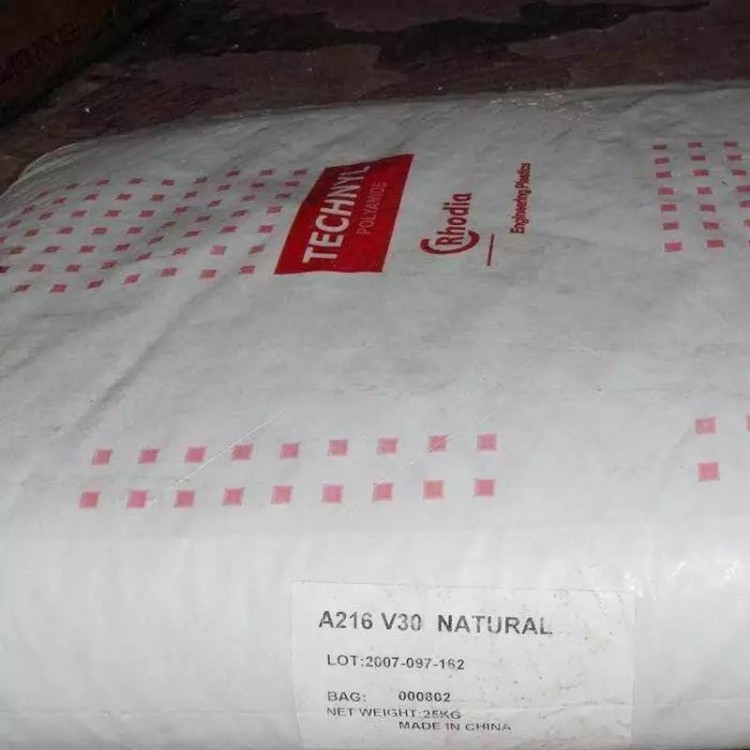 TECHNYL
POLYAMIDE
Rhodia
Engineering Plastics
A216 V30 NATURAL
LOT:2007-097-162
BAG: 000802
NET WEIGHT:25KG
MADE IN CHINA